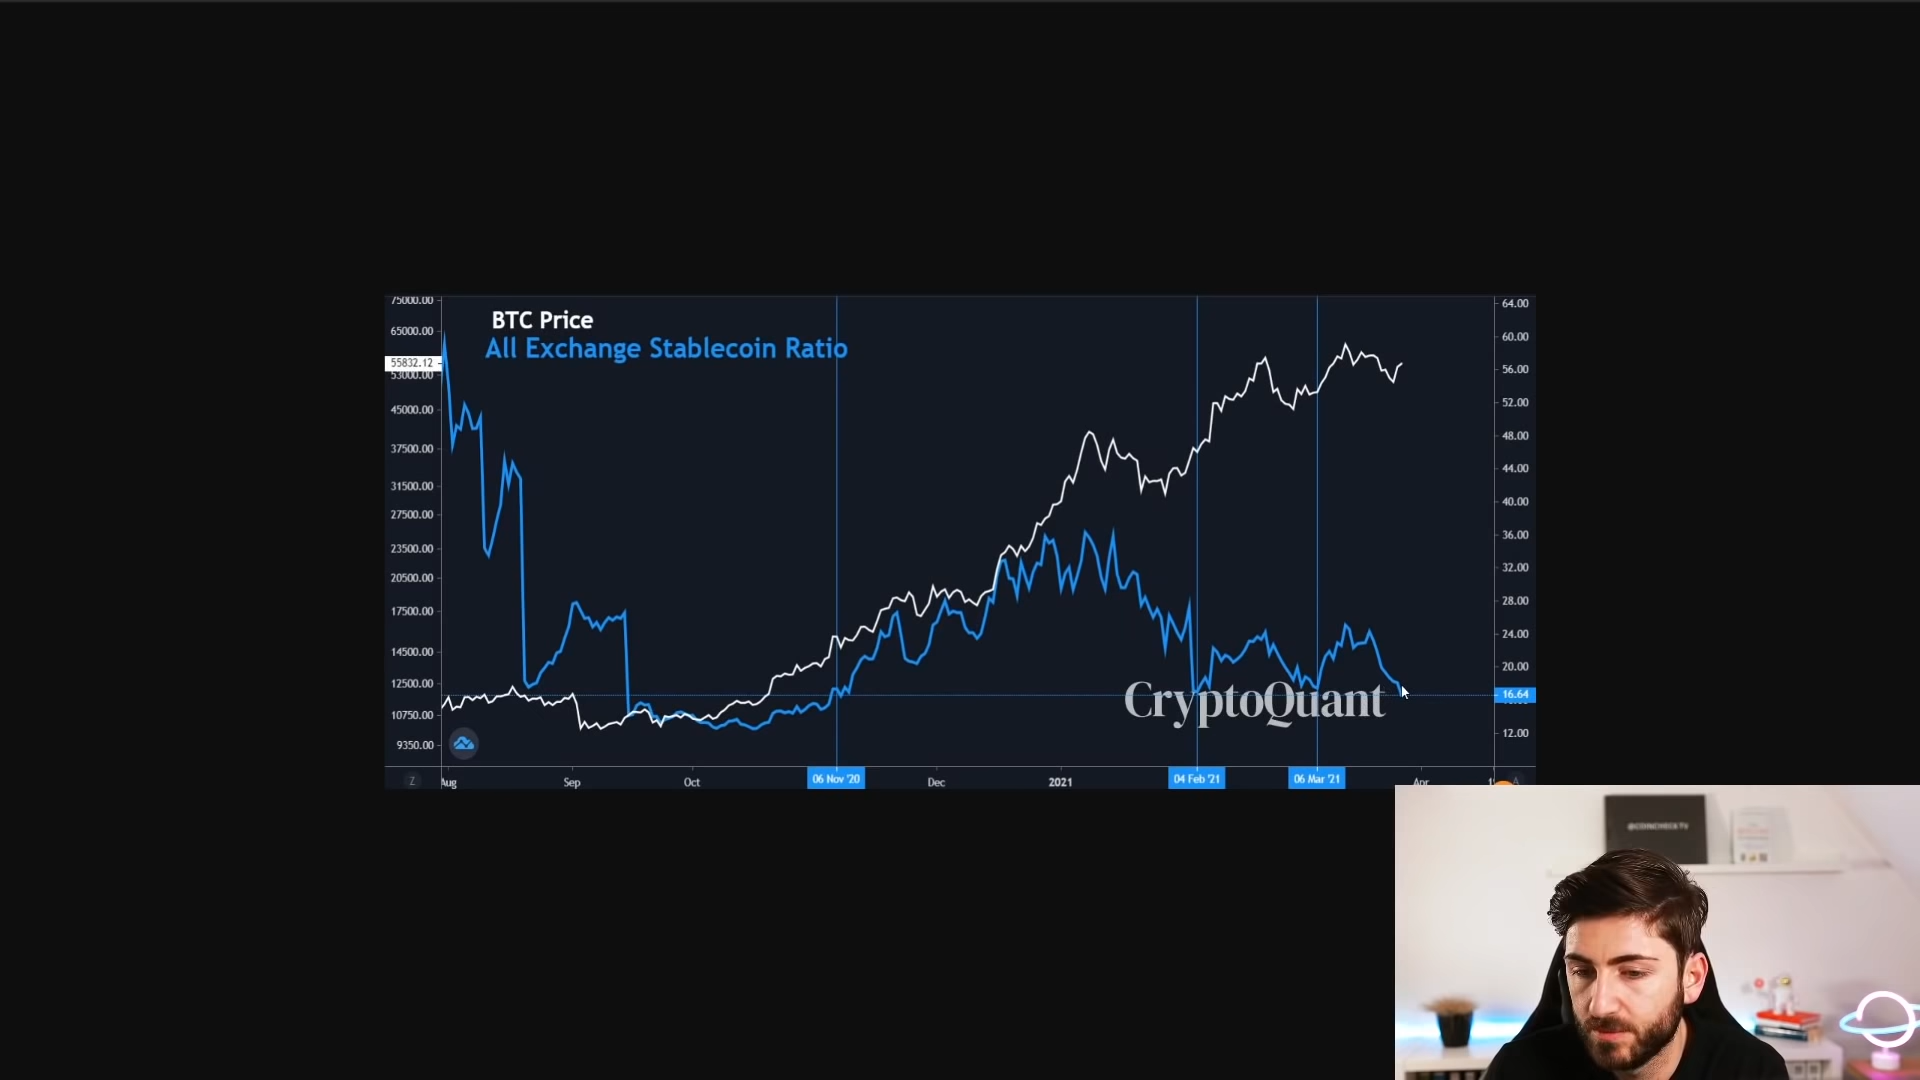 BTC Price
All Exchange Stablecoin Ratio
75000.00
65000.00
55832.12
53000.00
45000.00
37500.00
31500.00
27500.00
23500.00
20500.00
17500.00
14500.00
12500.00
10750.00
9350.00
64.00
60.00
56.00
52.00
48.00
44.00
40.00
36.00
32.00
28.00
24.00
20.00
16.64
12.00
CryptoQuant
Z
Aug
Sep
Oct
06 Nov '20
Dec
2021
04 Feb '21
06 Mar '21
Apr
A
@COINCHECKTV